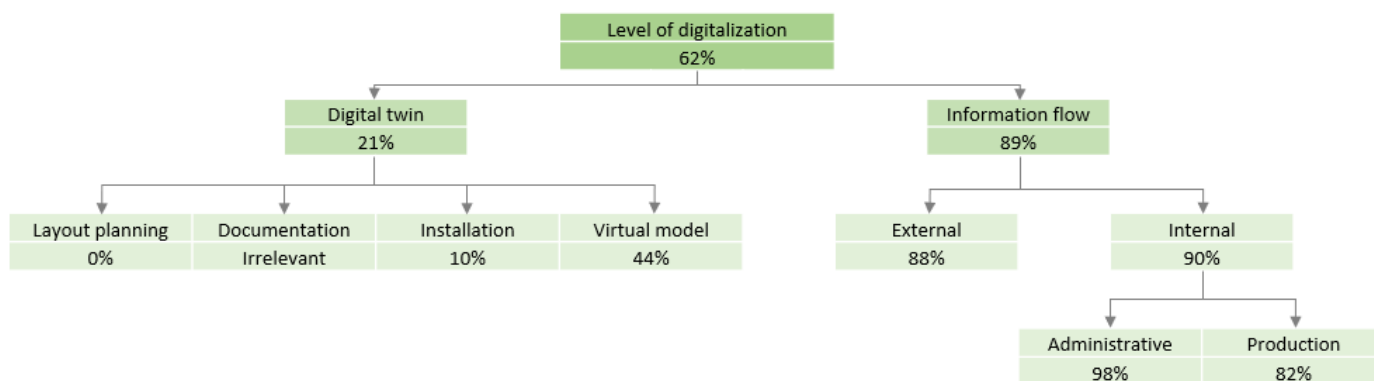 Level of digitalization
62%
Digital twin
21%
Information flow
89%
Layout planning
0%
Documentation
Irrelevant
Installation
10%
Virtual model
44%
External
88%
Internal
90%
Administrative
98%
Production
82%